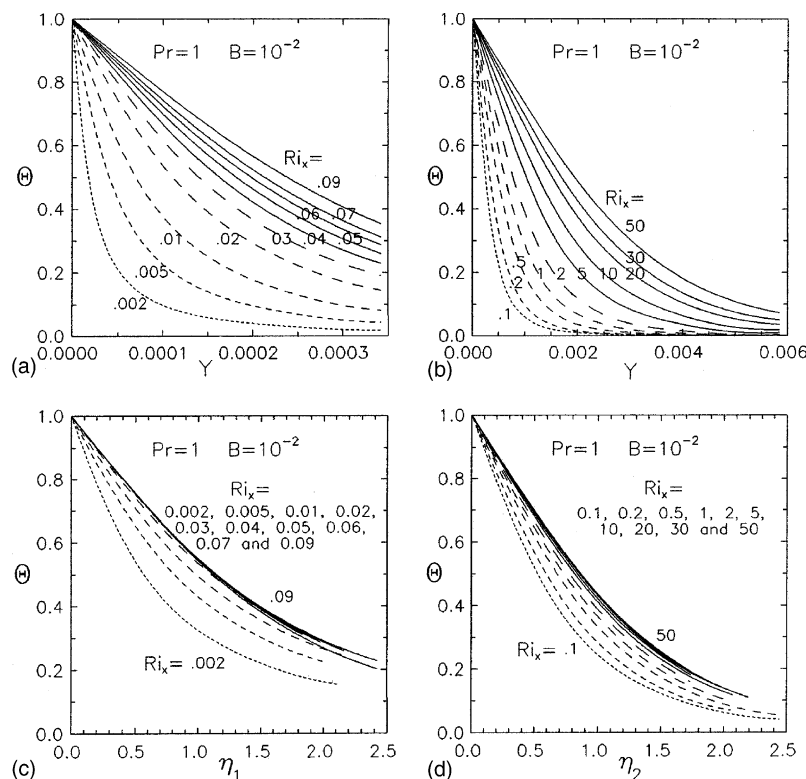 1.0
0.8
0.6
Θ
0.4
0.2
0.0
Pr=1 B=10⁻²
Riₓ=
.09
.06 .07
.01 .02 .03 .04 .05
.005
.002
0.0000 0.0001 0.0002 0.0003
(a) Y
1.0
0.8
0.6
Θ
0.4
0.2
0.0
Pr=1 B=10⁻²
Riₓ=
50
30
.5 1 2 5 10 20
.2
.1
0.000 0.002 0.004 0.006
(b) Y
1.0
0.8
0.6
Θ
0.4
0.2
0.0
Pr=1 B=10⁻²
Riₓ=
0.002, 0.005, 0.01, 0.02,
0.03, 0.04, 0.05, 0.06,
0.07 and 0.09
.09
Riₓ= .002
0.0 0.5 1.0 1.5 2.0 2.5
(c) η₁
1.0
0.8
0.6
Θ
0.4
0.2
0.0
Pr=1 B=10⁻²
Riₓ=
0.1, 0.2, 0.5, 1, 2, 5,
10, 20, 30 and 50
50
Riₓ= .1
0.0 0.5 1.0 1.5 2.0 2.5
(d) η₂